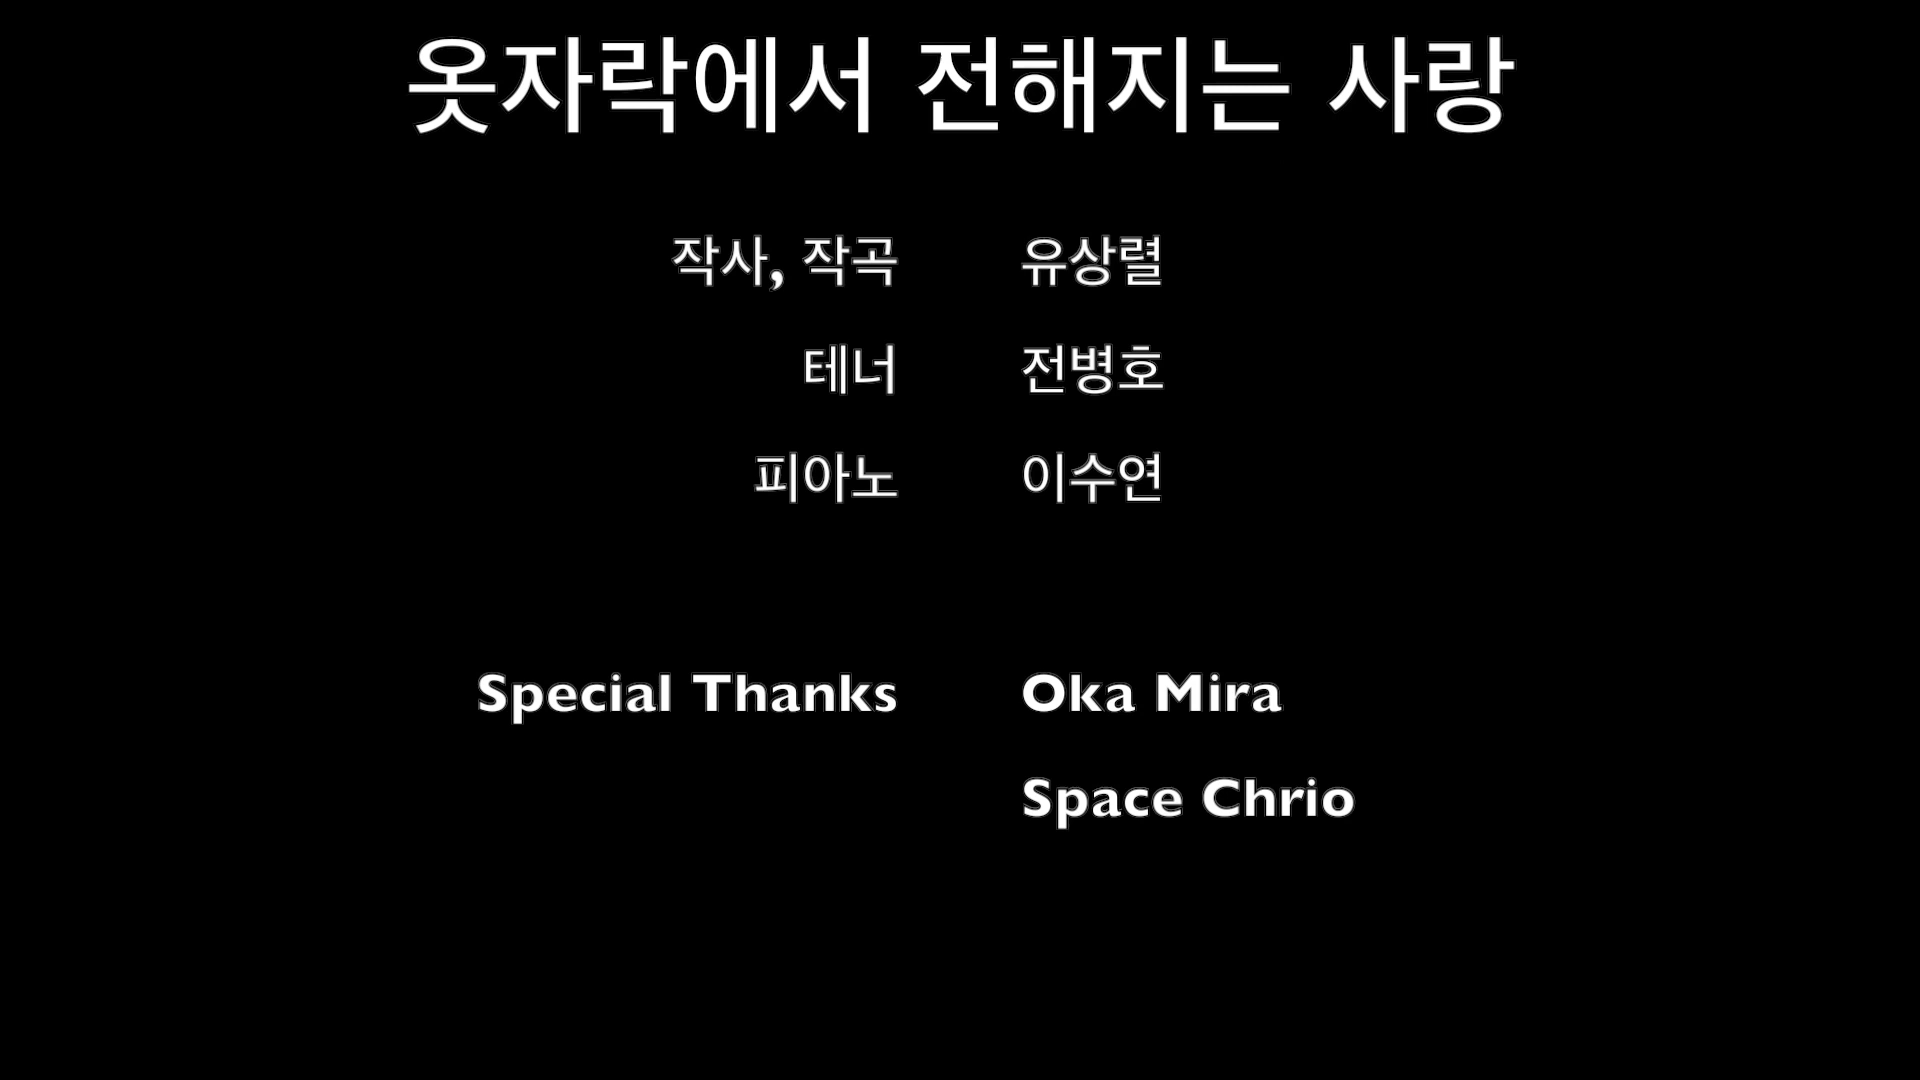 옷자락에서 전해지는 사랑
작사, 작곡 유상렬
테너 전병호
피아노 이수연
Special Thanks Oka Mira
Space Chrio